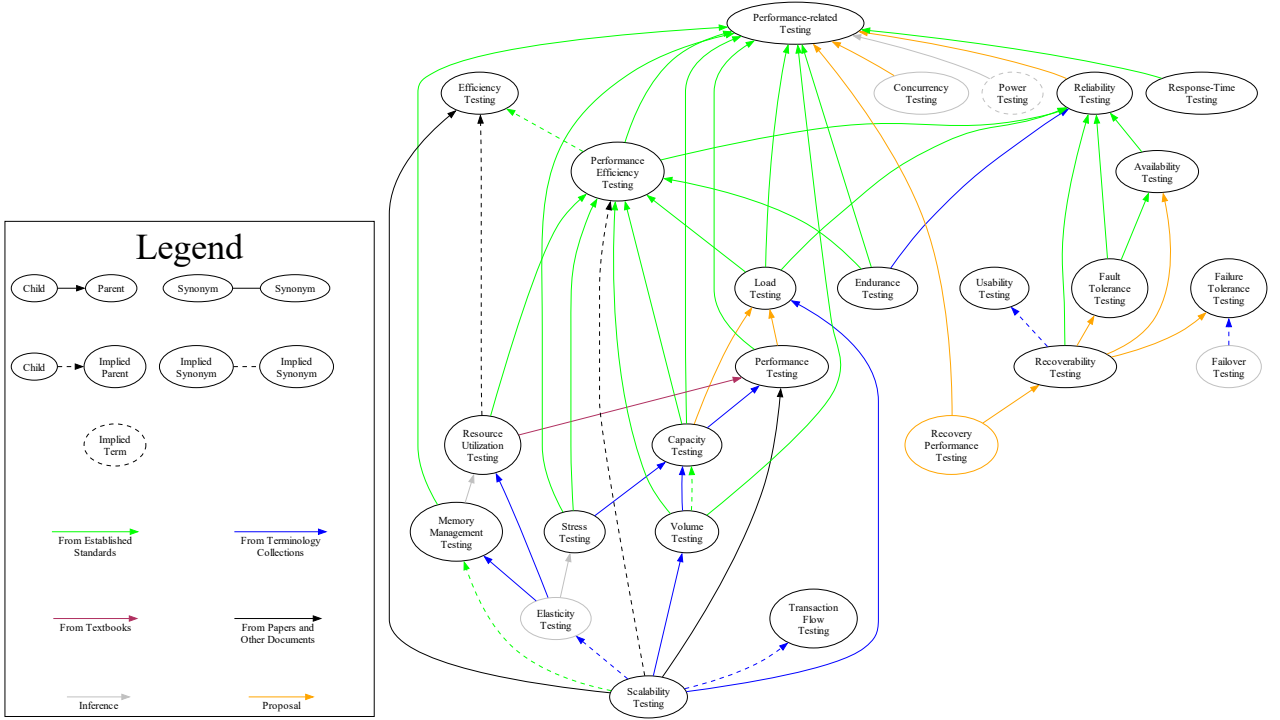 Performance-related
Testing
Efficiency
Testing
Concurrency
Testing
Power
Testing
Reliability
Testing
Response-Time
Testing
Performance
Efficiency
Testing
Availability
Testing
Legend
Child
Parent
Synonym
Synonym
Load
Testing
Endurance
Testing
Usability
Testing
Fault
Tolerance
Testing
Failure
Tolerance
Testing
Child
Implied
Parent
Implied
Synonym
Implied
Synonym
Performance
Testing
Recoverability
Testing
Failover
Testing
Implied
Term
Resource
Utilization
Testing
Capacity
Testing
Recovery
Performance
Testing
From Established
Standards
From Terminology
Collections
Memory
Management
Testing
Stress
Testing
Volume
Testing
From Textbooks
From Papers and
Other Documents
Elasticity
Testing
Transaction
Flow
Testing
Inference
Proposal
Scalability
Testing